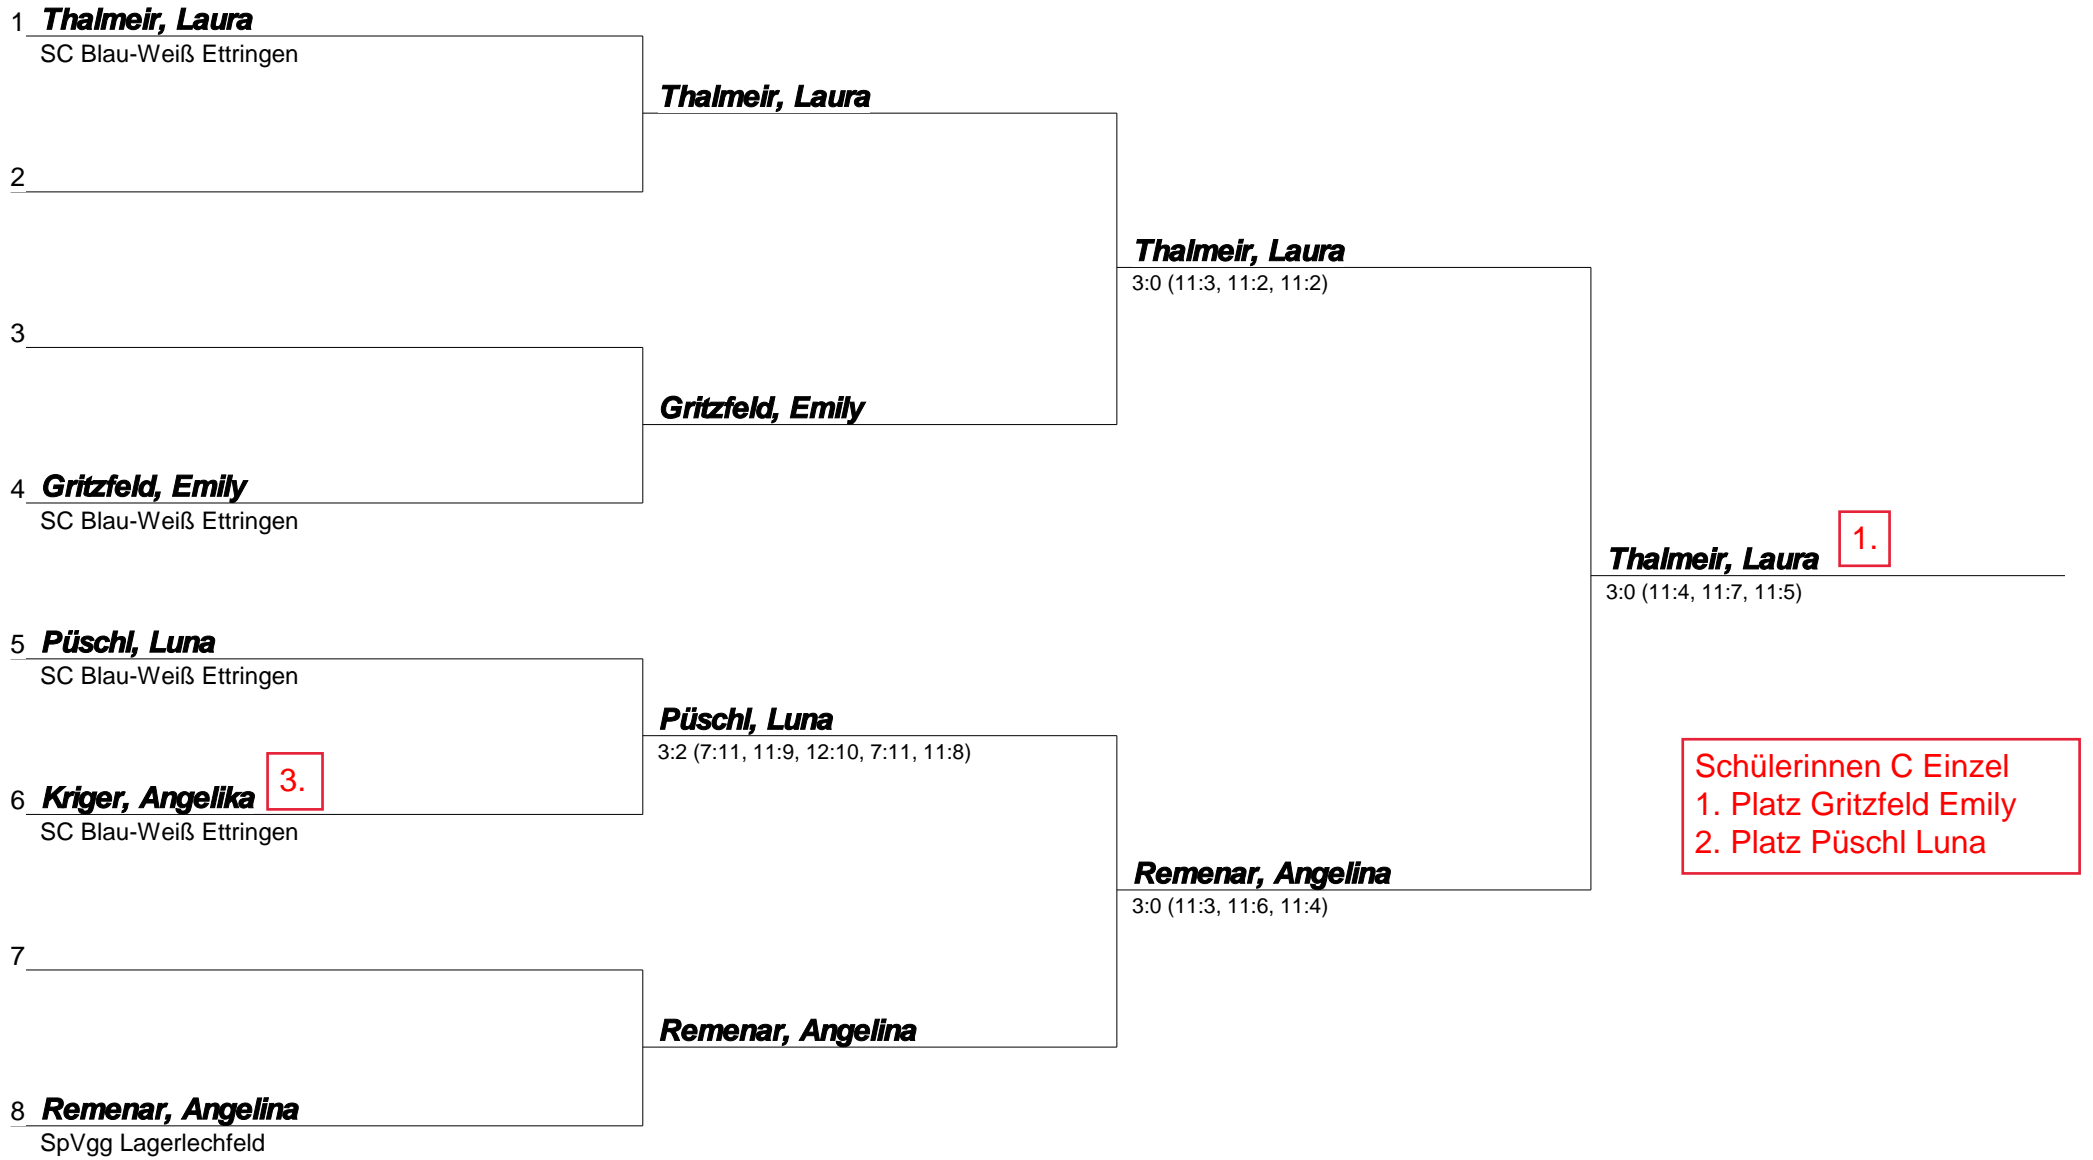 1 Thalmeir, Laura
SC Blau-Weiß Ettringen
Thalmeir, Laura
2
Thalmeir, Laura
3:0 (11:3, 11:2, 11:2)
3
Gritzfeld, Emily
4 Gritzfeld, Emily
SC Blau-Weiß Ettringen
Thalmeir, Laura 1.
3:0 (11:4, 11:7, 11:5)
5 Püschl, Luna
SC Blau-Weiß Ettringen
Püschl, Luna
3:2 (7:11, 11:9, 12:10, 7:11, 11:8)
6 Kriger, Angelika 3.
SC Blau-Weiß Ettringen
Schülerinnen C Einzel
1. Platz Gritzfeld Emily
2. Platz Püschl Luna
Remenar, Angelina
3:0 (11:3, 11:6, 11:4)
7
Remenar, Angelina
8 Remenar, Angelina
SpVgg Lagerlechfeld